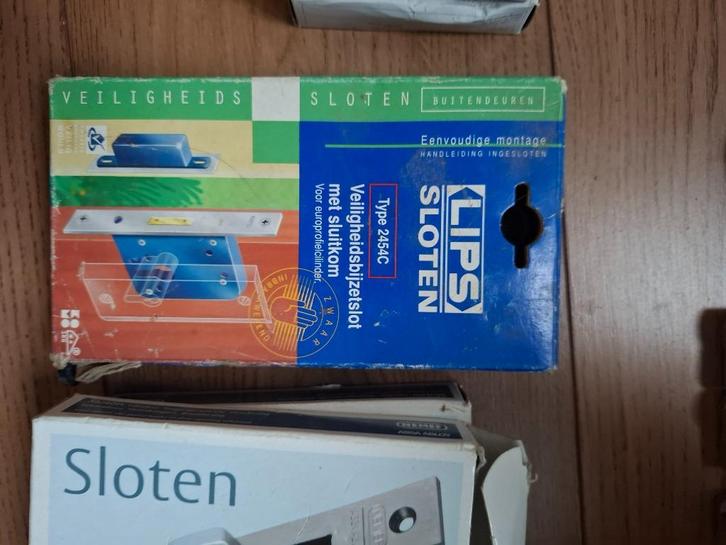 VEILIGHEIDS SLOTEN BUITENDEUREN
Eenvoudige montage
HANDLEIDING INGESLOTEN
LIPS
SLOTEN
Type 2454C
Veiligheidsbijzetslot
met sluitkom
Voor europrofielcilinder.
ZWAAR
Sloten